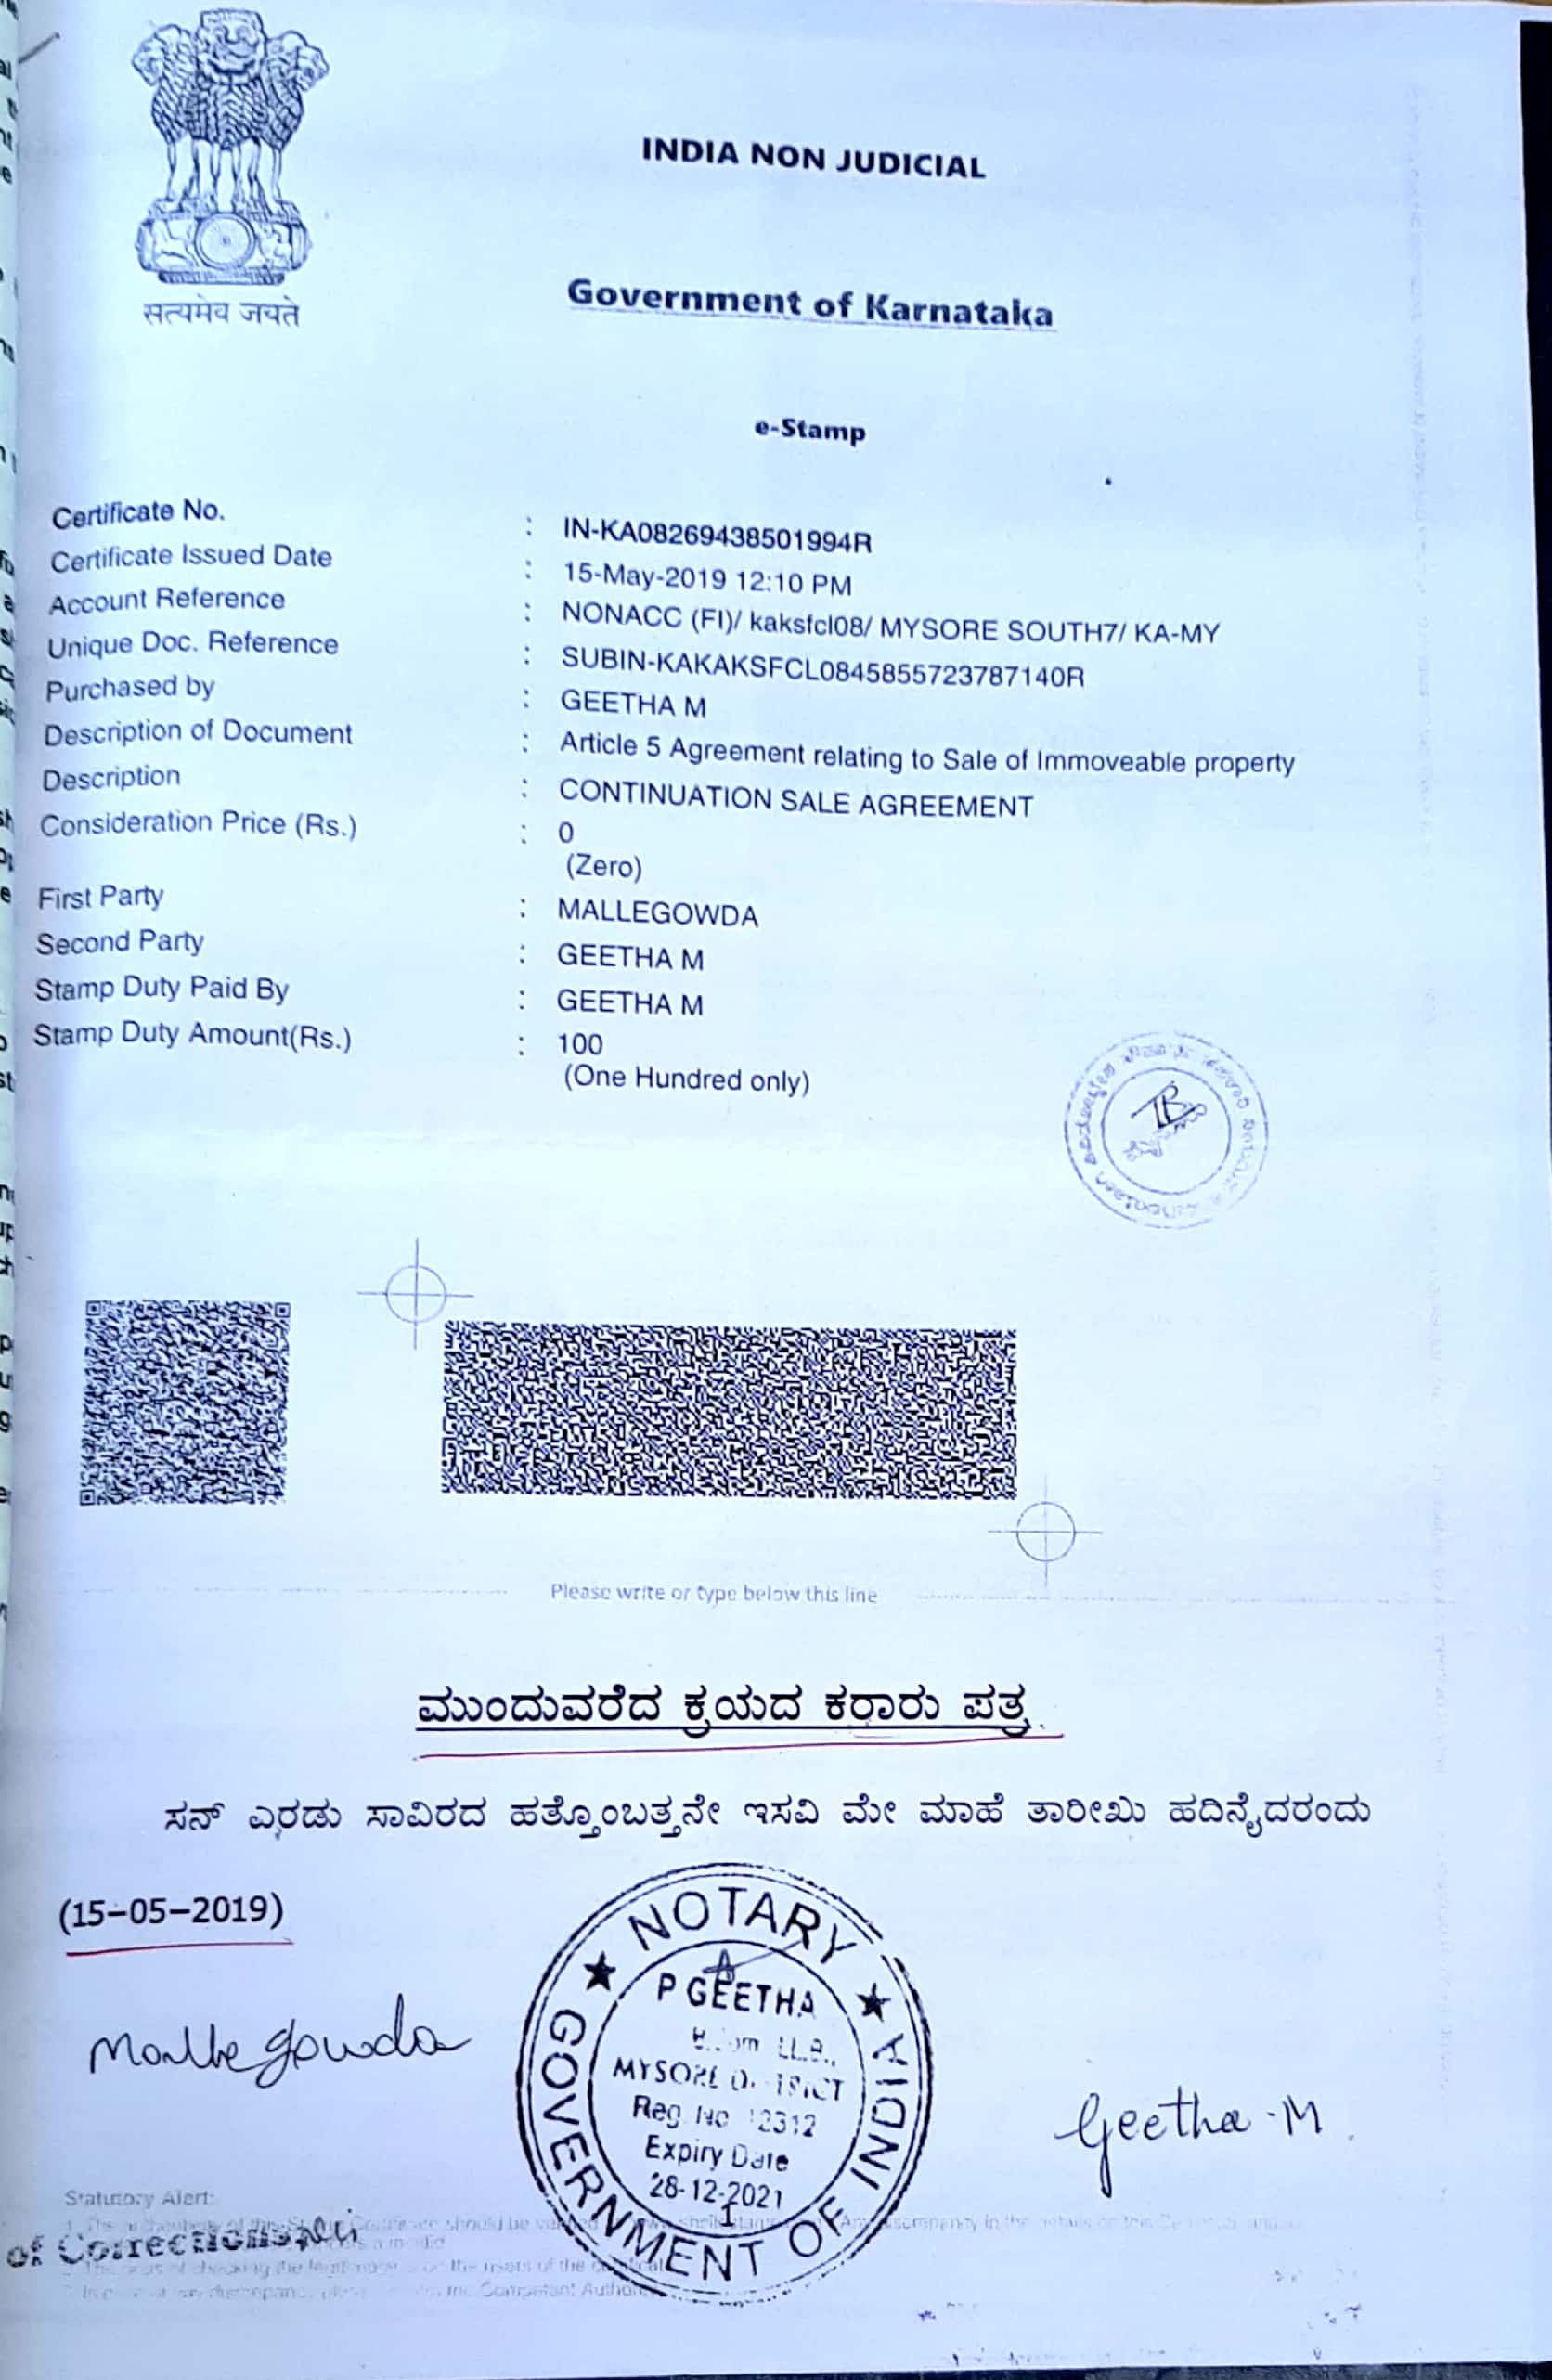 सत्यमेव जयते
INDIA NON JUDICIAL
Government of Karnataka
e-Stamp
Certificate No. : IN-KA08269438501994R
Certificate Issued Date : 15-May-2019 12:10 PM
Account Reference : NONACC (FI)/ kaksfcl08/ MYSORE SOUTH7/ KA-MY
Unique Doc. Reference : SUBIN-KAKAKSFCL0845855723787140R
Purchased by : GEETHA M
Description of Document : Article 5 Agreement relating to Sale of Immoveable property
Description : CONTINUATION SALE AGREEMENT
Consideration Price (Rs.) : 0
(Zero)
First Party : MALLEGOWDA
Second Party : GEETHA M
Stamp Duty Paid By : GEETHA M
Stamp Duty Amount(Rs.) : 100
(One Hundred only)
Please write or type below this line
ಮುಂದುವರೆದ ಕ್ರಯದ ಕರಾರು ಪತ್ರ
ಸನ್ ಎರಡು ಸಾವಿರದ ಹತ್ತೊಂಬತ್ತನೇ ಇಸವಿ ಮೇ ಮಾಹೆ ತಾರೀಖು ಹದಿನೈದರಂದು
(15-05-2019)
NOTARY
GOVERNMENT OF INDIA
P GEETHA
LL.B.,
MYSORE
Reg. No 2312
Expiry Date
28-12-2021
Mallegowda
Geetha .M.
Statutory Alert:
of Corrections